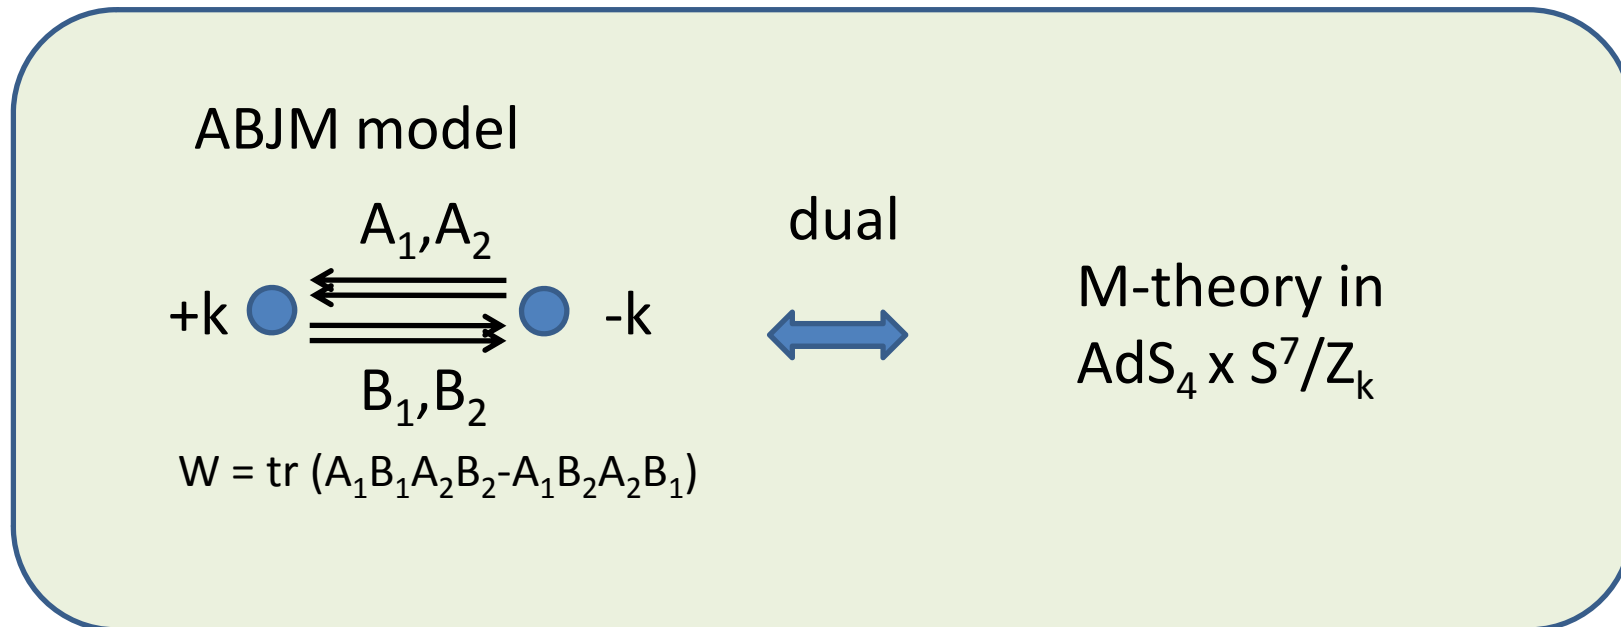 ABJM model
A₁,A₂
+k
-k
B₁,B₂
W = tr (A₁B₁A₂B₂-A₁B₂A₂B₁)
dual
M-theory in
AdS₄ x S⁷/Zₖ